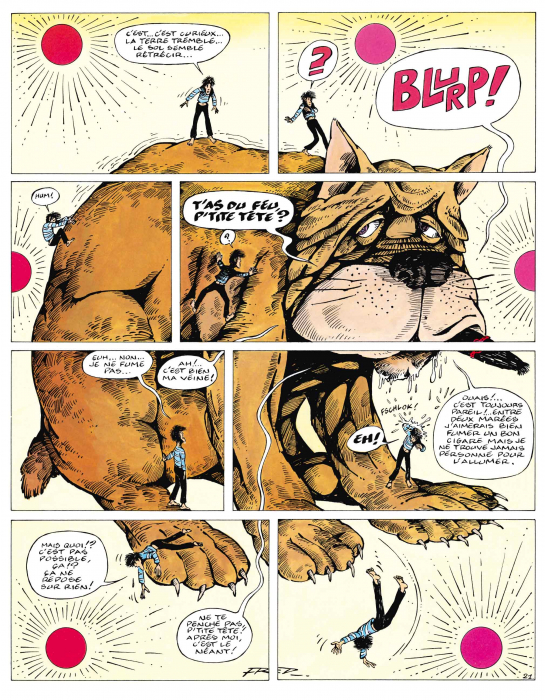 C'EST... C'EST CURIEUX...
LA TERRE TREMBLE...
LE SOL SEMBLE
RÉTRÉCIR...
?
BLURP!
HUM!
T'AS DU FEU,
P'TITE TÊTE?
?
EUH... NON...
JE NE FUME
PAS...
AH!..
C'EST BIEN
MA VEINE!
FSCHLOK!
EH!
OUAIS!...
C'EST TOUJOURS
PAREIL!.. ENTRE
DEUX MARÉES
J'AIMERAIS BIEN
FUMER UN BON
CIGARE MAIS JE
NE TROUVE JAMAIS
PERSONNE POUR
L'ALLUMER.
MAIS QUOI!?
C'EST PAS
POSSIBLE,
ÇA!?
ÇA NE
REPOSE
SUR RIEN!
NE TE
PENCHE PAS,
P'TITE TÊTE!
APRÈS MOI,
C'EST LE
NÉANT!
FRED.
21